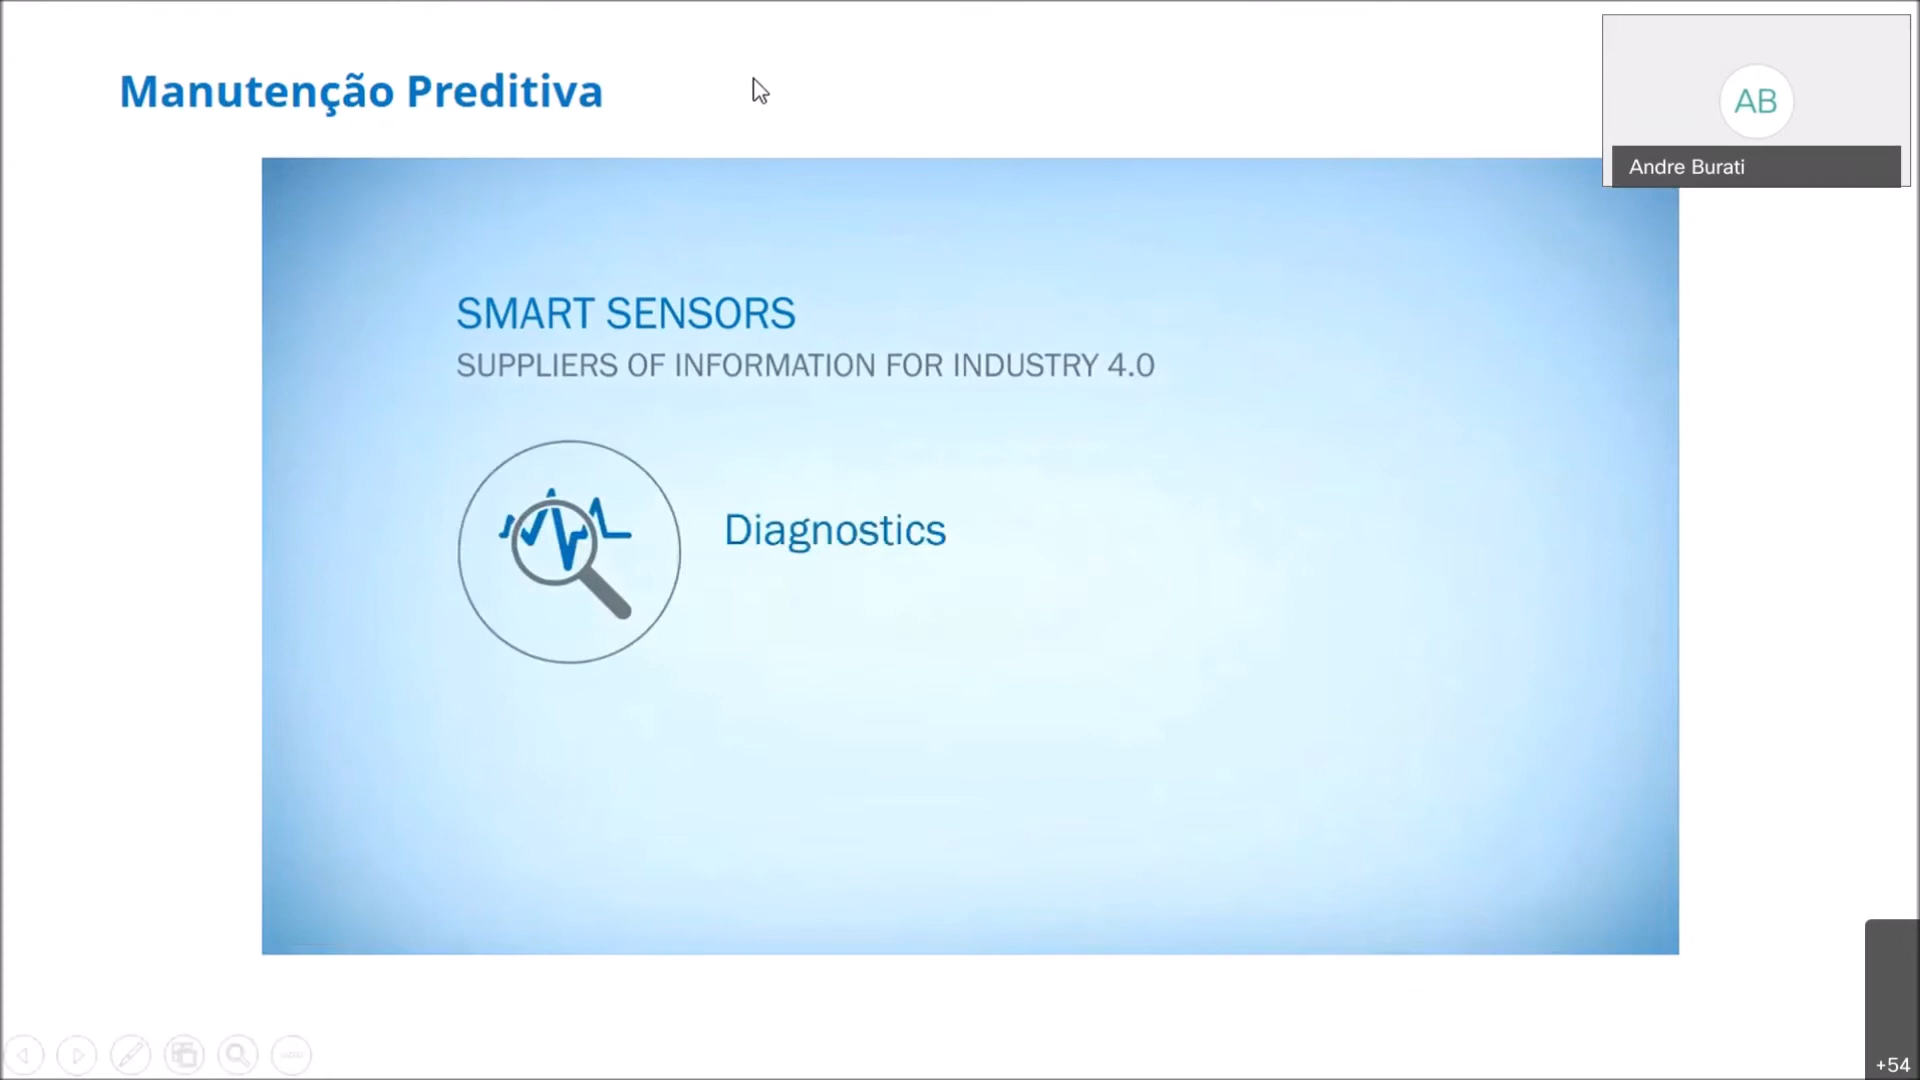 Manutenção Preditiva
AB
Andre Burati
SMART SENSORS
SUPPLIERS OF INFORMATION FOR INDUSTRY 4.0
Diagnostics
+54